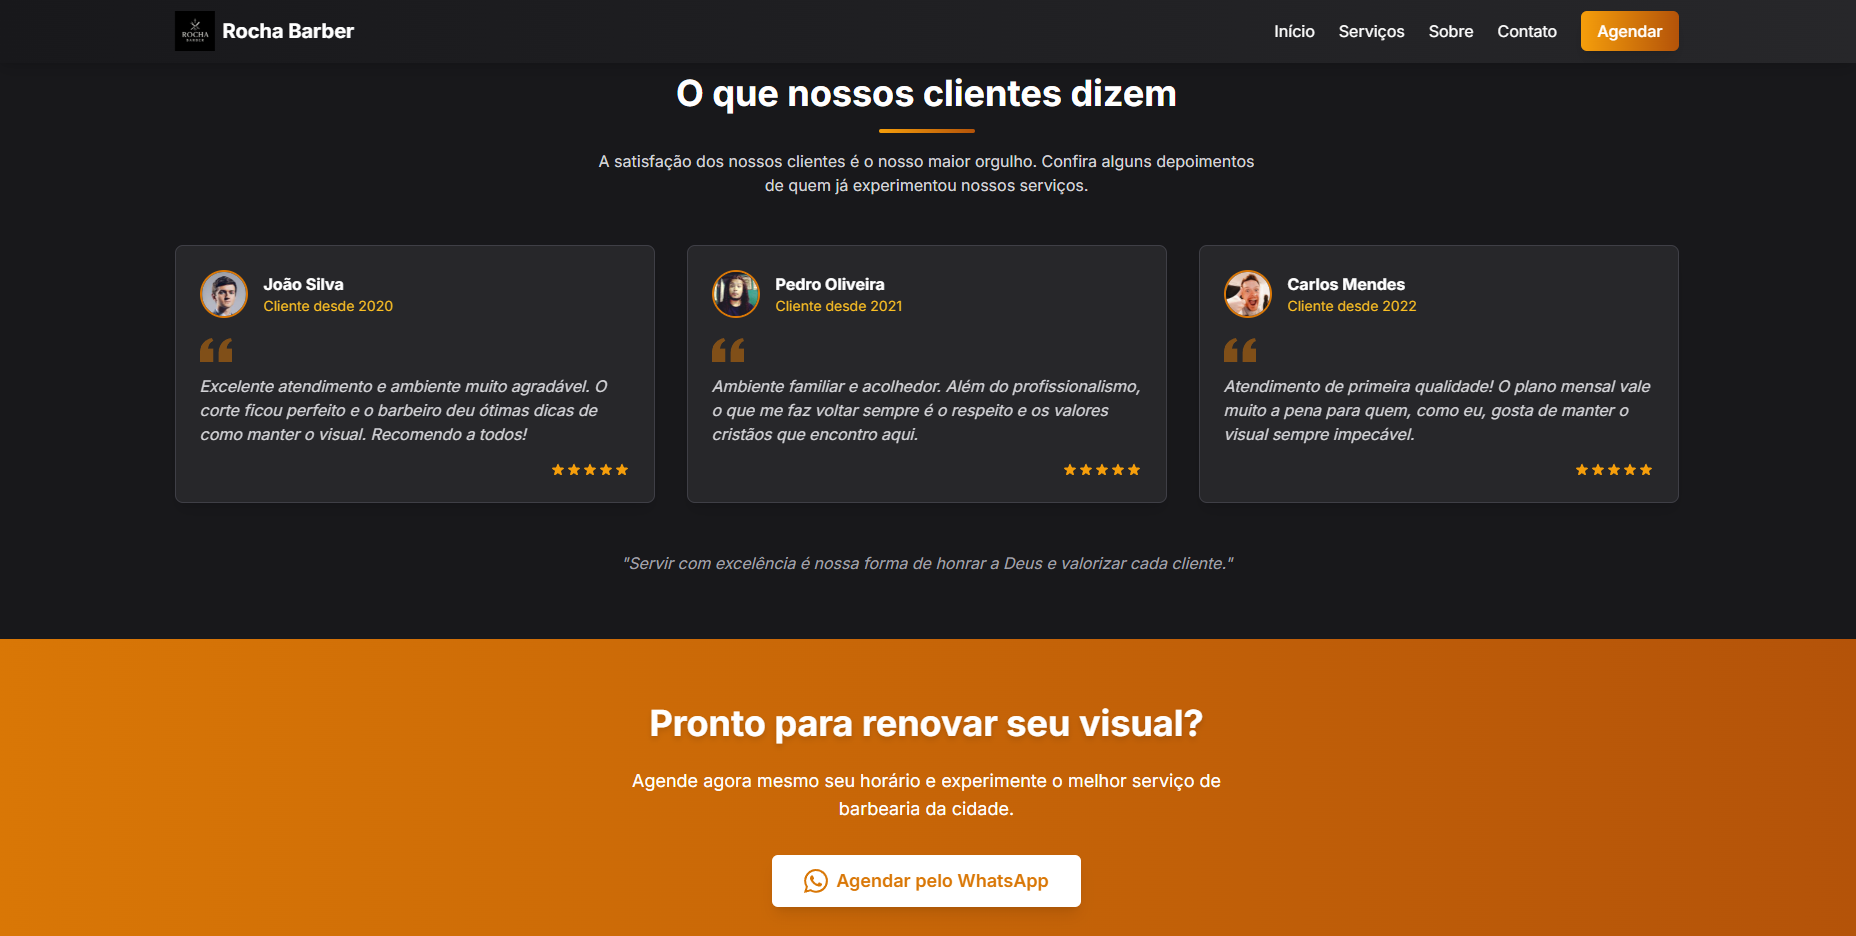 ROCHA
BARBER
Rocha Barber
Início
Serviços
Sobre
Contato
Agendar
O que nossos clientes dizem
A satisfação dos nossos clientes é o nosso maior orgulho. Confira alguns depoimentos
de quem já experimentou nossos serviços.
João Silva
Cliente desde 2020
Excelente atendimento e ambiente muito agradável. O
corte ficou perfeito e o barbeiro deu ótimas dicas de
como manter o visual. Recomendo a todos!
Pedro Oliveira
Cliente desde 2021
Ambiente familiar e acolhedor. Além do profissionalismo,
o que me faz voltar sempre é o respeito e os valores
cristãos que encontro aqui.
Carlos Mendes
Cliente desde 2022
Atendimento de primeira qualidade! O plano mensal vale
muito a pena para quem, como eu, gosta de manter o
visual sempre impecável.
"Servir com excelência é nossa forma de honrar a Deus e valorizar cada cliente."
Pronto para renovar seu visual?
Agende agora mesmo seu horário e experimente o melhor serviço de
barbearia da cidade.
Agendar pelo WhatsApp